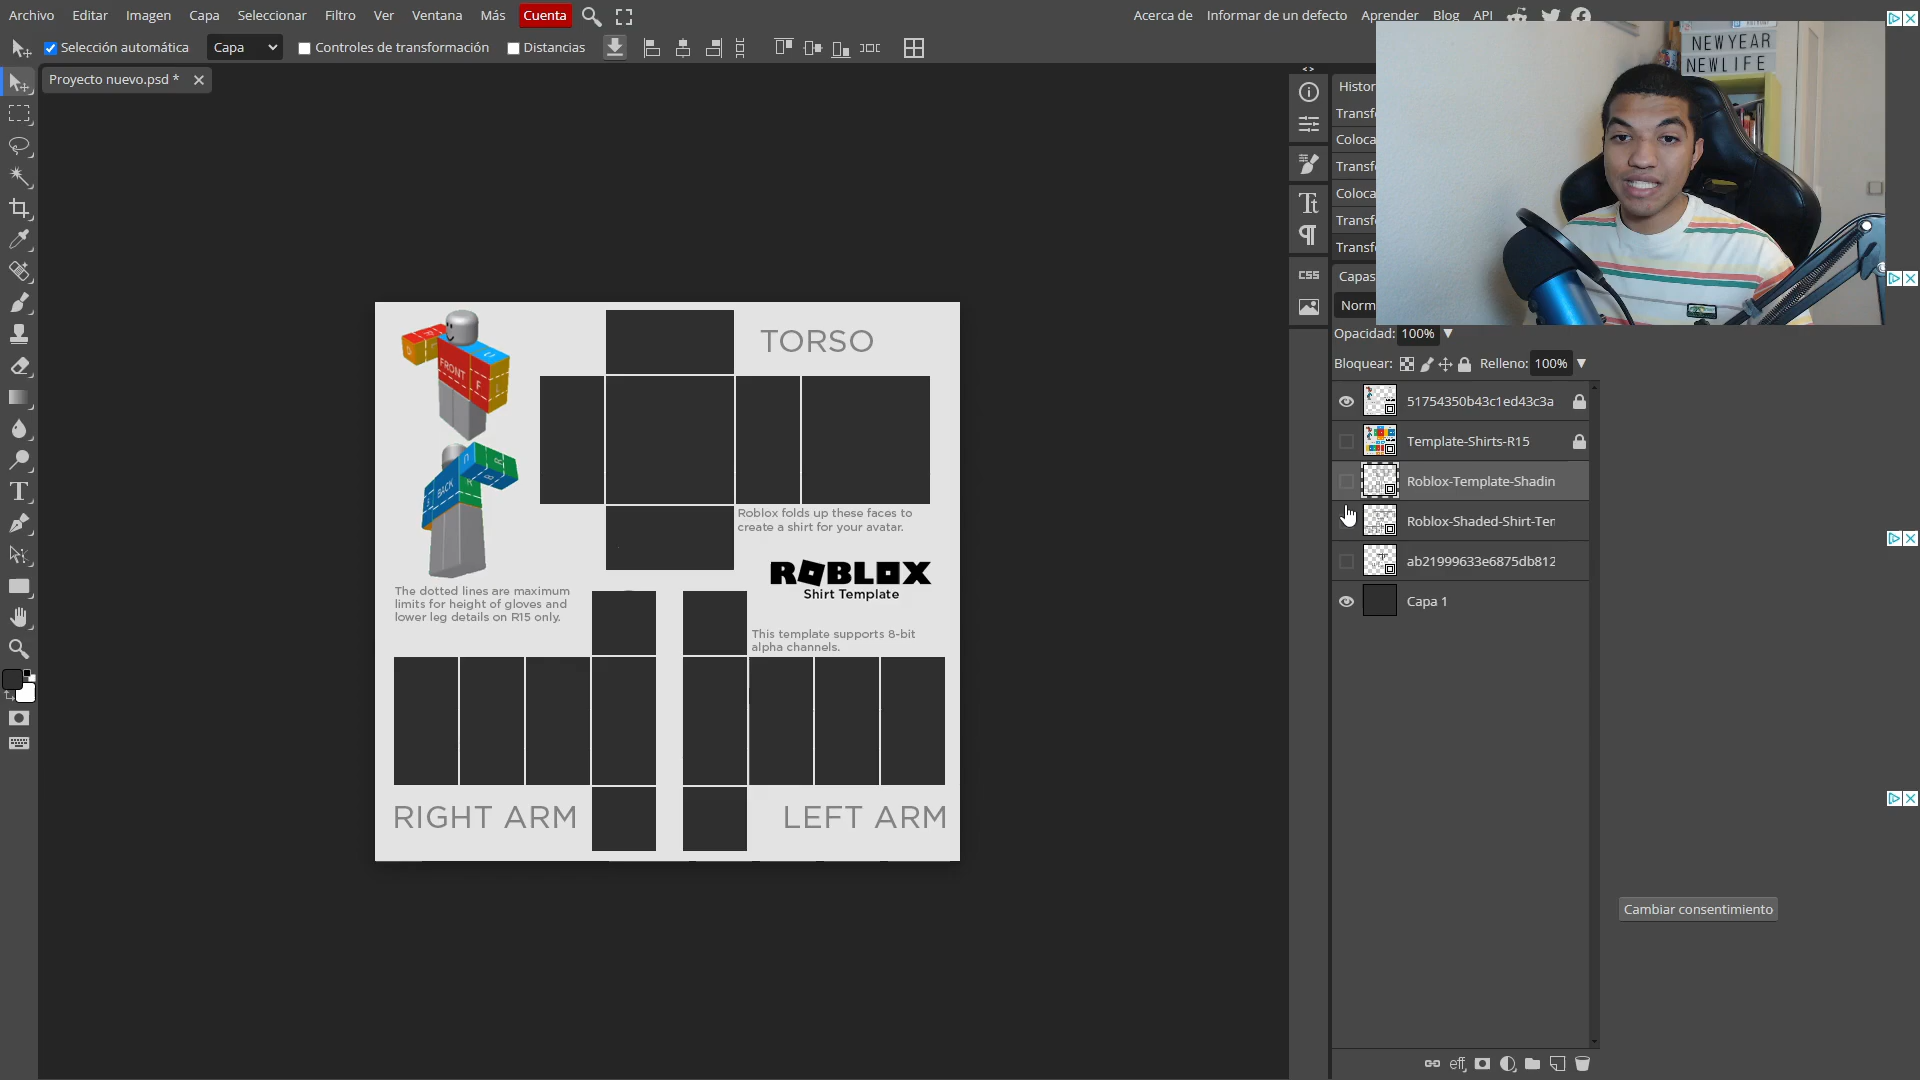 Archivo Editar Imagen Capa Seleccionar Filtro Ver Ventana Más Cuenta
Acerca de Informar de un defecto Aprender Blog API
Selección automática Capa Controles de transformación Distancias
Proyecto nuevo.psd *
NEW YEAR
NEW LIFE
Histor
Transf
Coloca
Transf
Coloca
Transf
Transf
CSS
Capas
Norm
Opacidad: 100%
Bloquear: Relleno: 100%
51754350b43c1ed43c3a
Template-Shirts-R15
Roblox-Template-Shadin
Roblox-Shaded-Shirt-Ter
ab21999633e6875db812
Capa 1
TORSO
FRONT F L
U
BACK
R
B
Roblox folds up these faces to
create a shirt for your avatar.
ROBLOX
Shirt Template
The dotted lines are maximum
limits for height of gloves and
lower leg details on R15 only.
This template supports 8-bit
alpha channels.
RIGHT ARM
LEFT ARM
Cambiar consentimiento
eff